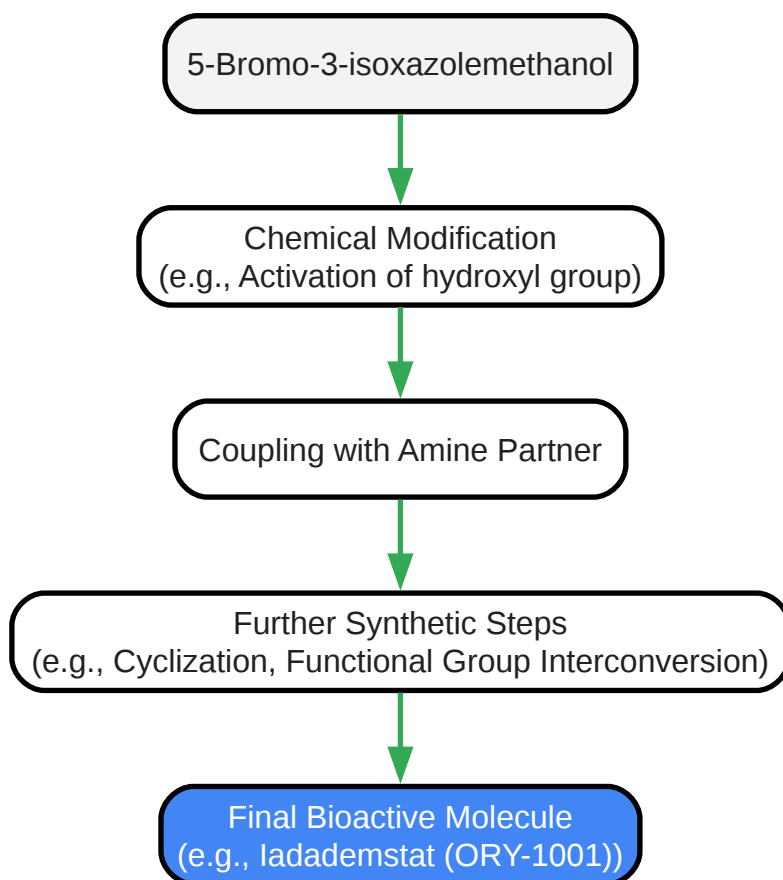 5-Bromo-3-isoxazolemethanol
Chemical Modification
(e.g., Activation of hydroxyl group)
Coupling with Amine Partner
Further Synthetic Steps
(e.g., Cyclization, Functional Group Interconversion)
Final Bioactive Molecule
(e.g., Iadademstat (ORY-1001))